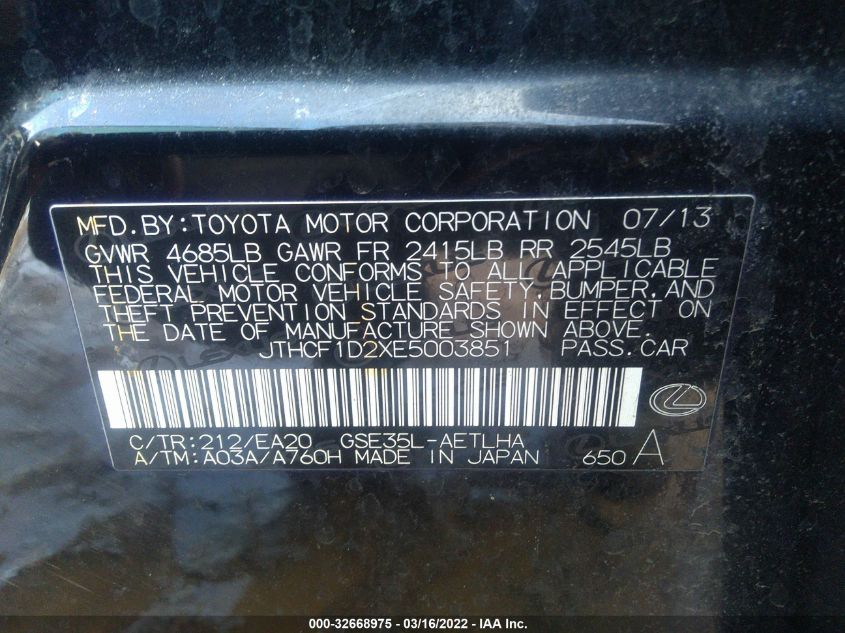 MFD.BY:TOYOTA MOTOR CORPORATION 07/13
GVWR 4685LB GAWR FR 2415LB RR 2545LB
THIS VEHICLE CONFORMS TO ALL APPLICABLE
FEDERAL MOTOR VEHICLE SAFETY,BUMPER,AND
THEFT PREVENTION STANDARDS IN EFFECT ON
THE DATE OF MANUFACTURE SHOWN ABOVE.
JTHCF1D2XE5003851 PASS.CAR
C/TR:212/EA20 GSE35L-AETLHA
A/TM:A03A/A760H MADE IN JAPAN 650 A
000-32668975 - 03/16/2022 - IAA Inc.